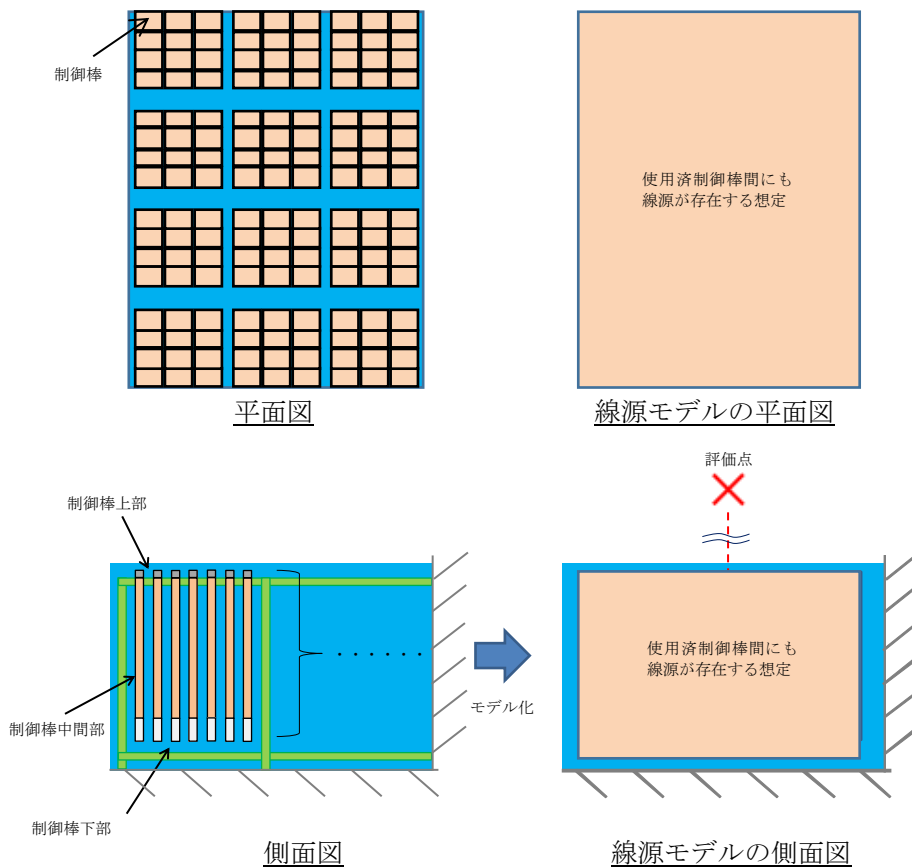 制御棒
使用済制御棒間にも
線源が存在する想定
平面図
線源モデルの平面図
評価点
制御棒上部
使用済制御棒間にも
線源が存在する想定
・・・・・・
モデル化
制御棒中間部
制御棒下部
側面図
線源モデルの側面図